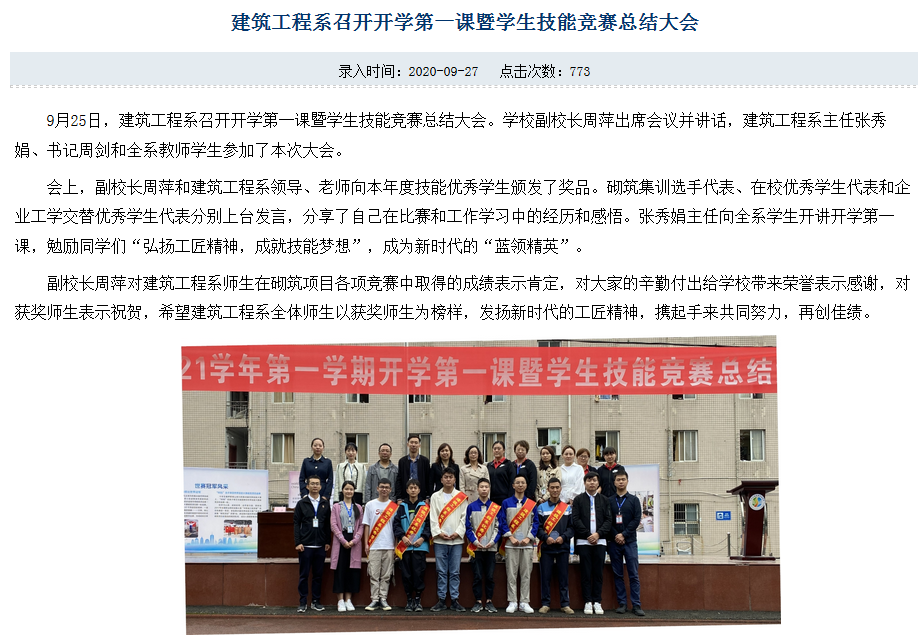 建筑工程系召开开学第一课暨学生技能竞赛总结大会
录入时间：2020-09-27 点击次数：773
9月25日，建筑工程系召开开学第一课暨学生技能竞赛总结大会。学校副校长周萍出席会议并讲话，建筑工程系主任张秀
娟、书记周剑和全系教师学生参加了本次大会。
会上，副校长周萍和建筑工程系领导、老师向本年度技能优秀学生颁发了奖品。砌筑集训选手代表、在校优秀学生代表和企
业工学交替优秀学生代表分别上台发言，分享了自己在比赛和工作学习中的经历和感悟。张秀娟主任向全系学生开讲开学第一
课，勉励同学们“弘扬工匠精神，成就技能梦想”，成为新时代的“蓝领精英”。
副校长周萍对建筑工程系师生在砌筑项目各项竞赛中取得的成绩表示肯定，对大家的辛勤付出给学校带来荣誉表示感谢，对
获奖师生表示祝贺，希望建筑工程系全体师生以获奖师生为榜样，发扬新时代的工匠精神，携起手来共同努力，再创佳绩。
21学年第一学期开学第一课暨学生技能竞赛总结
世赛冠军风采